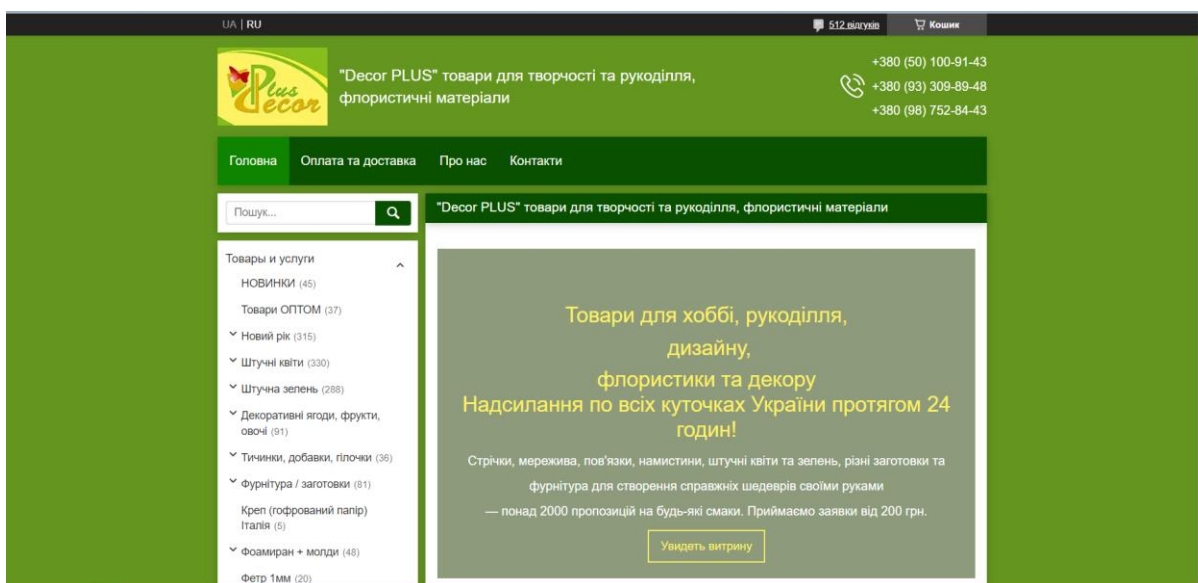 UA | RU
512 відгуків
Кошик
Plus
Decor
"Decor PLUS" товари для творчості та рукоділля,
флористичні матеріали
+380 (50) 100-91-43
+380 (93) 309-89-48
+380 (98) 752-84-43
Головна Оплата та доставка Про нас Контакти
Пошук...
Товары и услуги
НОВИНКИ (45)
Товари ОПТОМ (37)
Новий рік (315)
Штучні квіти (330)
Штучна зелень (288)
Декоративні ягоди, фрукти,
овочі (91)
Тичинки, добавки, гілочки (36)
Фурнітура / заготовки (81)
Креп (гофрований папір)
Італія (5)
Фоамиран + молди (48)
Фетр 1мм (20)
"Decor PLUS" товари для творчості та рукоділля, флористичні матеріали
Товари для хоббі, рукоділля,
дизайну,
флористики та декору
Надсилання по всіх куточках України протягом 24
годин!
Стрічки, мережива, пов'язки, намистини, штучні квіти та зелень, різні заготовки та
фурнітура для створення справжніх шедеврів своїми руками
— понад 2000 пропозицій на будь-які смаки. Приймаємо заявки від 200 грн.
Увидеть витрину